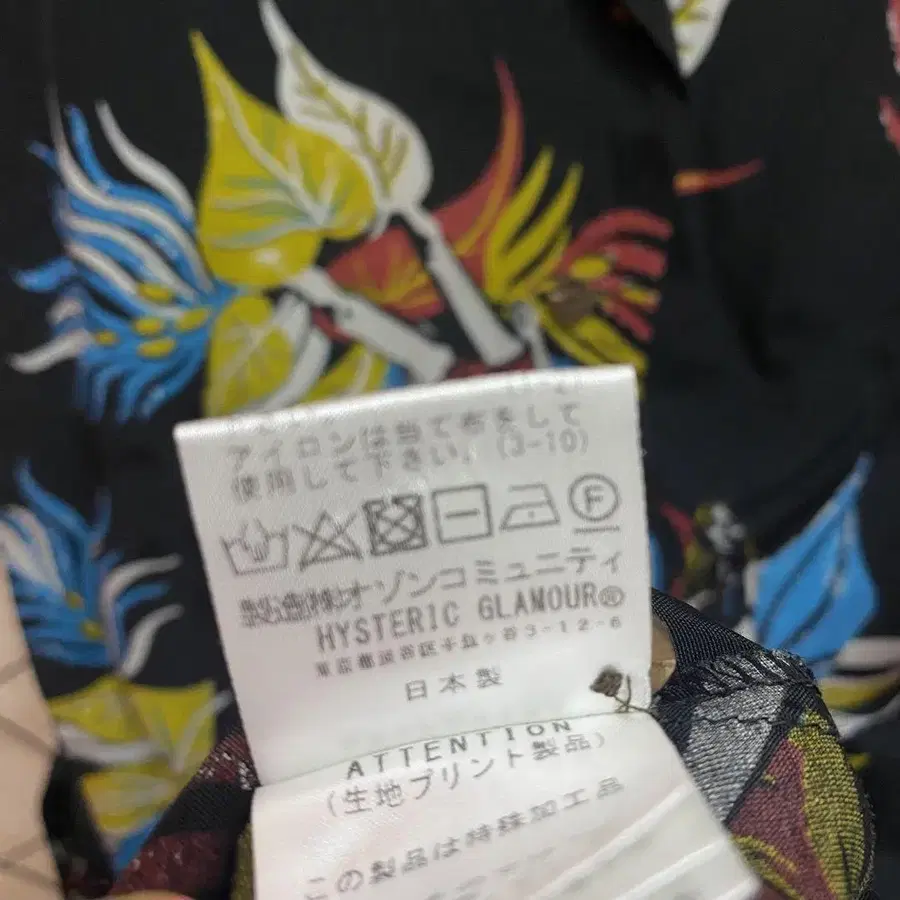 アイロンは当て布をして
使用して下さい。(3-10)
F
製造㈱オゾンコミュニティ
HYSTERIC GLAMOUR®
東京都渋谷区千駄ヶ谷3-12-6
日本製
ATTENTION
(生地プリント製品)
この製品は特殊加工品